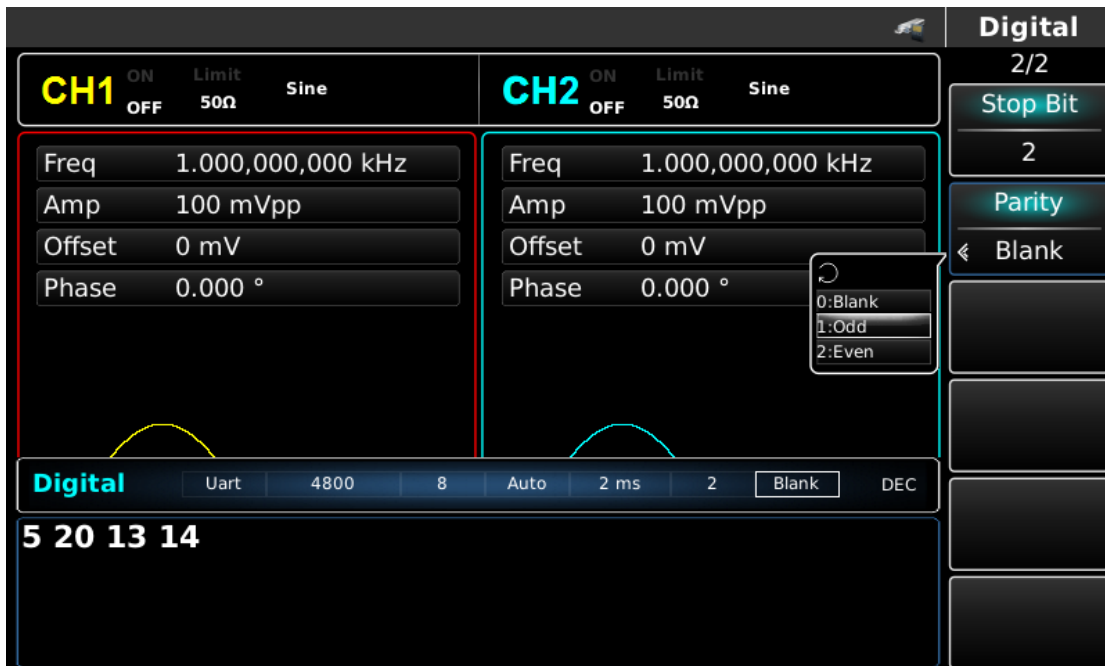 Digital
2/2
CH1 ON Limit Sine
OFF 50Ω
CH2 ON Limit Sine
OFF 50Ω
Stop Bit
2
Parity
Blank
Freq 1.000,000,000 kHz
Amp 100 mVpp
Offset 0 mV
Phase 0.000 °
Freq 1.000,000,000 kHz
Amp 100 mVpp
Offset 0 mV
Phase 0.000 °
0:Blank
1:Odd
2:Even
Digital Uart 4800 8 Auto 2 ms 2 Blank DEC
5 20 13 14